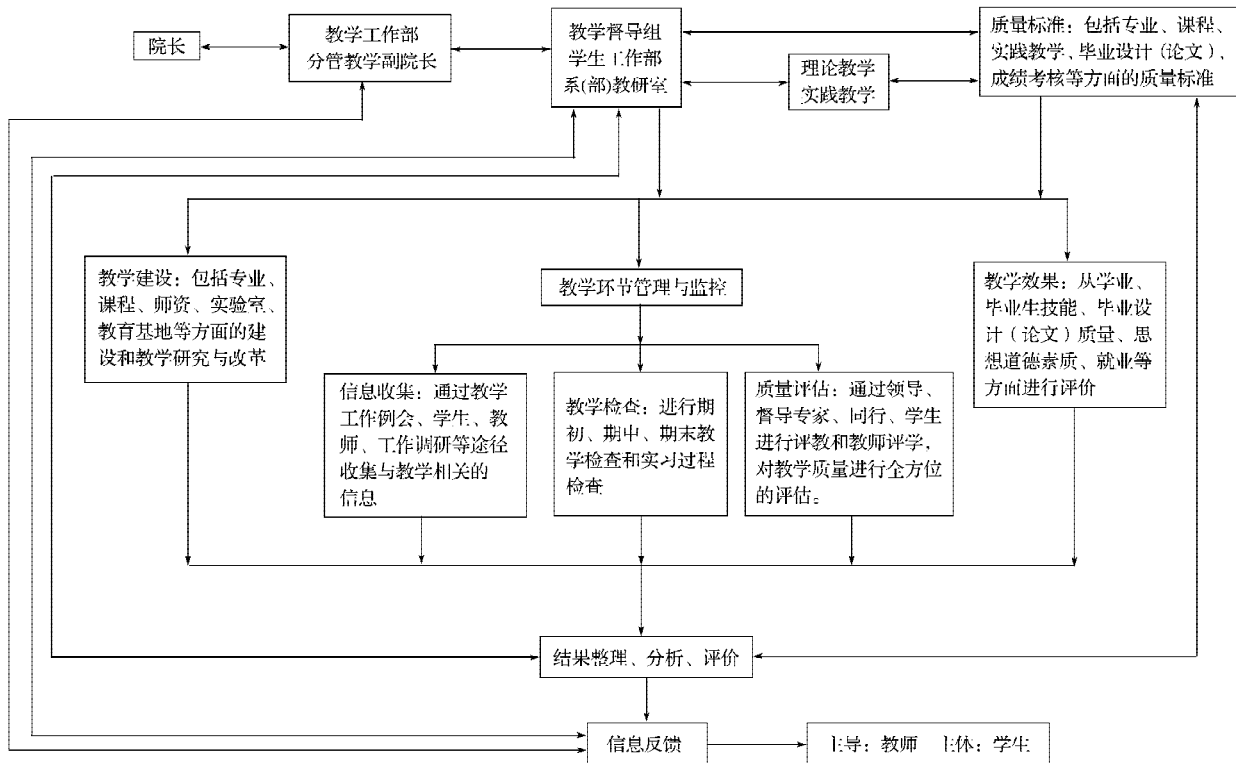 院长
教学工作部
分管教学副院长
教学督导组
学生工作部
系(部)教研室
理论教学
实践教学
质量标准：包括专业、课程、
实践教学、毕业设计（论文）、
成绩考核等方面的质量标准
教学建设：包括专业、
课程、师资、实验室、
教育基地等方面的建
设和教学研究与改革
教学环节管理与监控
教学效果：从学业、
毕业生技能、毕业设
计（论文）质量、思
想道德素质、就业等
方面进行评价
信息收集：通过教学
工作例会、学生、教
师、工作调研等途径
收集与教学相关的
信息
教学检查：进行期
初、期中、期末教
学检查和实习过程
检查
质量评估：通过领导、
督导专家、同行、学生
进行评教和教师评学，
对教学质量进行全方位
的评估。
结果整理、分析、评价
信息反馈
主导：教师　主体：学生